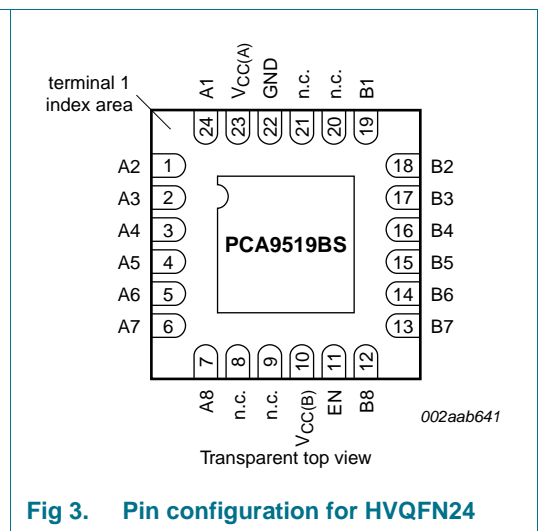 terminal 1
index area
A1
VCC(A)
GND
n.c.
n.c.
B1
24
23
22
21
20
19
A2 1
18 B2
A3 2
17 B3
A4 3
16 B4
PCA9519BS
A5 4
15 B5
A6 5
14 B6
A7 6
13 B7
7
8
9
10
11
12
A8
n.c.
n.c.
VCC(B)
EN
B8
002aab641
Transparent top view
Fig 3. Pin configuration for HVQFN24